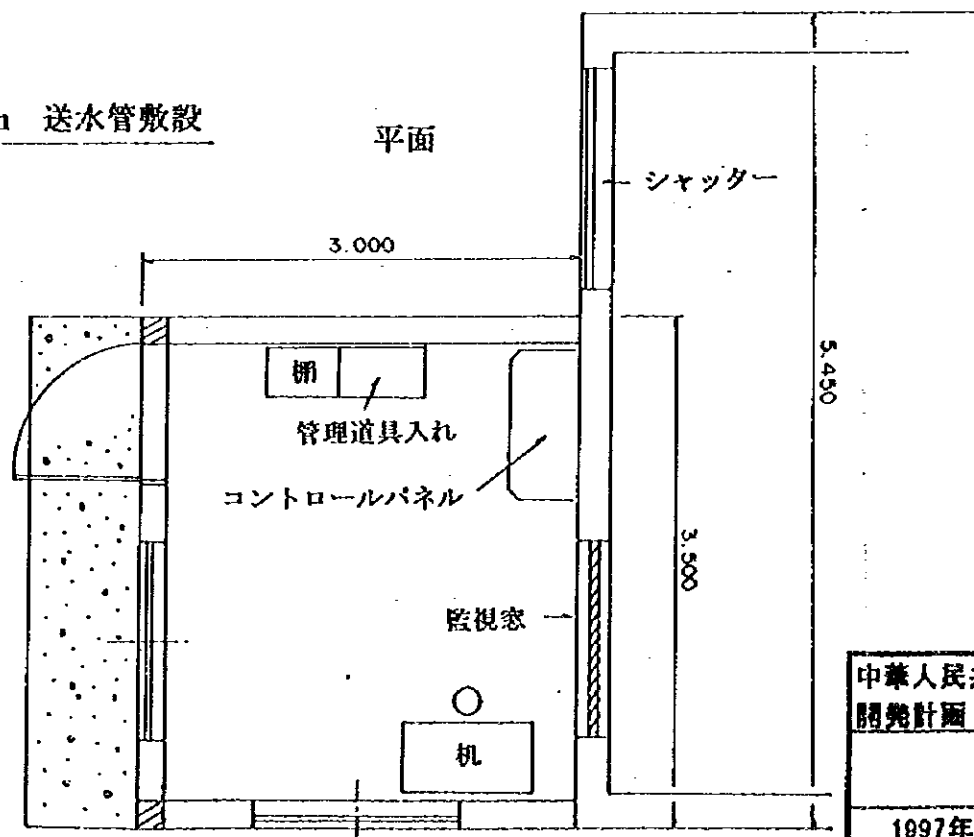 送水管敷設
平面
シャッター
3.000
5.450
棚
管理道具入れ
コントロールパネル
3.500
監視窓
机
中華人民
開発計画
1997年